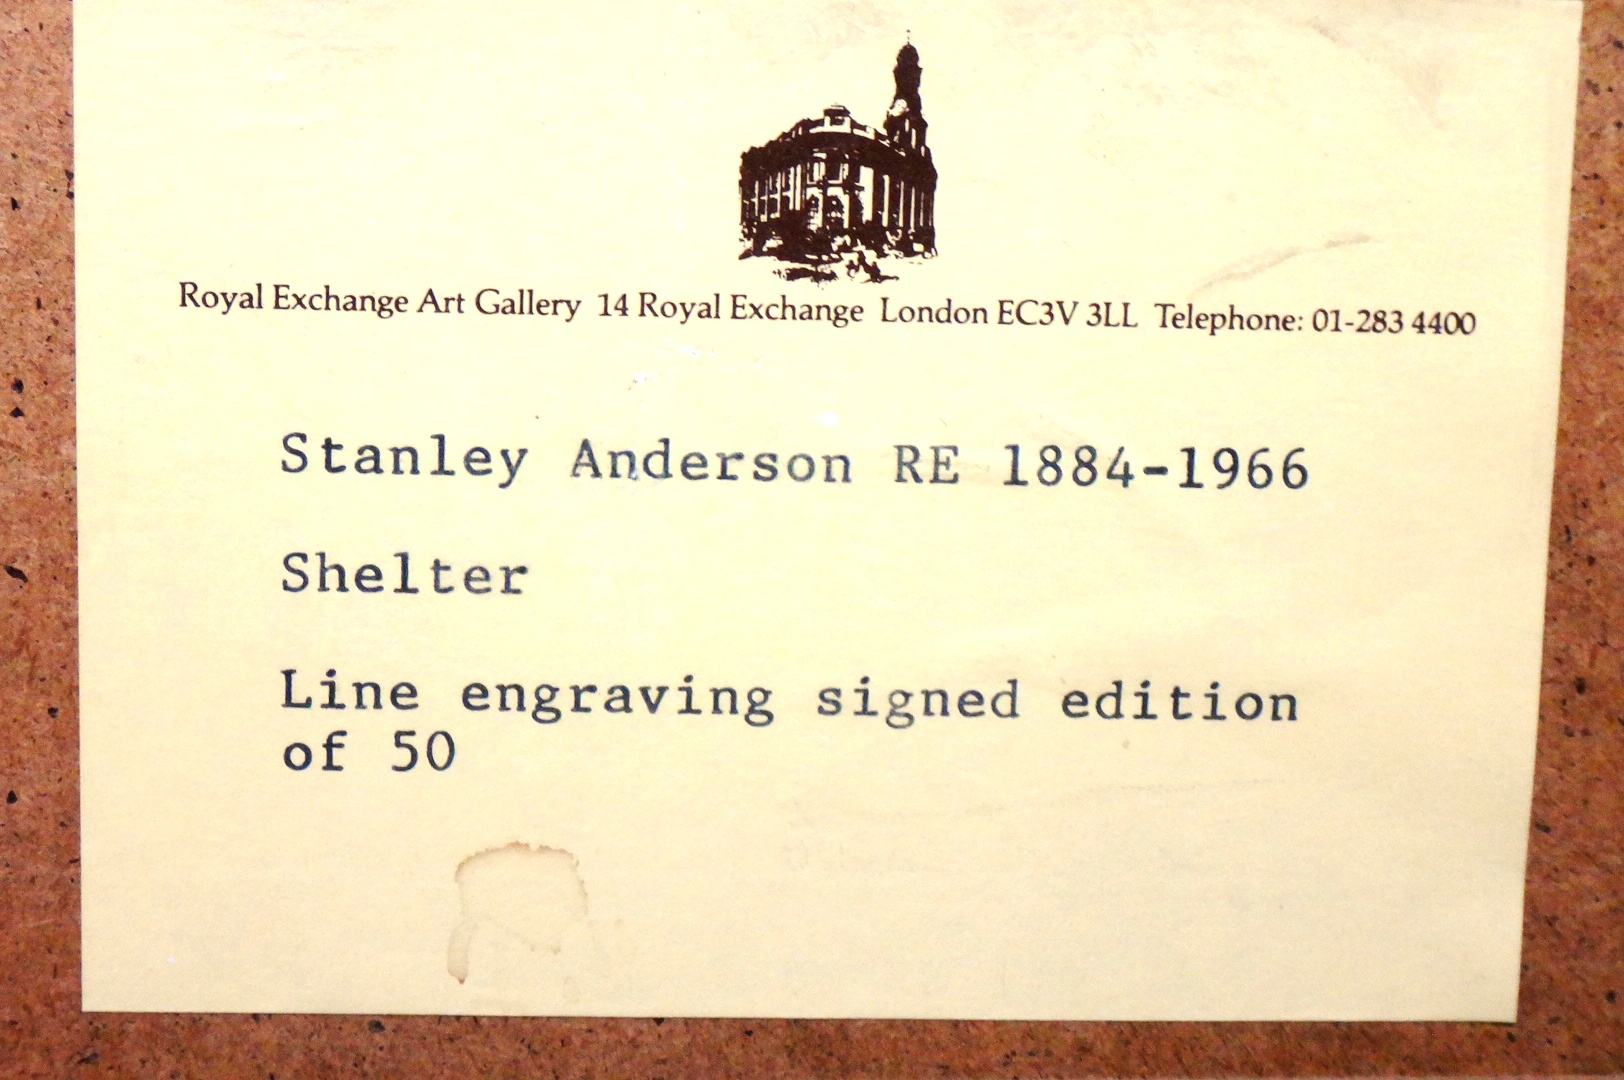 Royal Exchange Art Gallery 14 Royal Exchange London EC3V 3LL Telephone: 01-283 4400
Stanley Anderson RE 1884-1966
Shelter
Line engraving signed edition
of 50